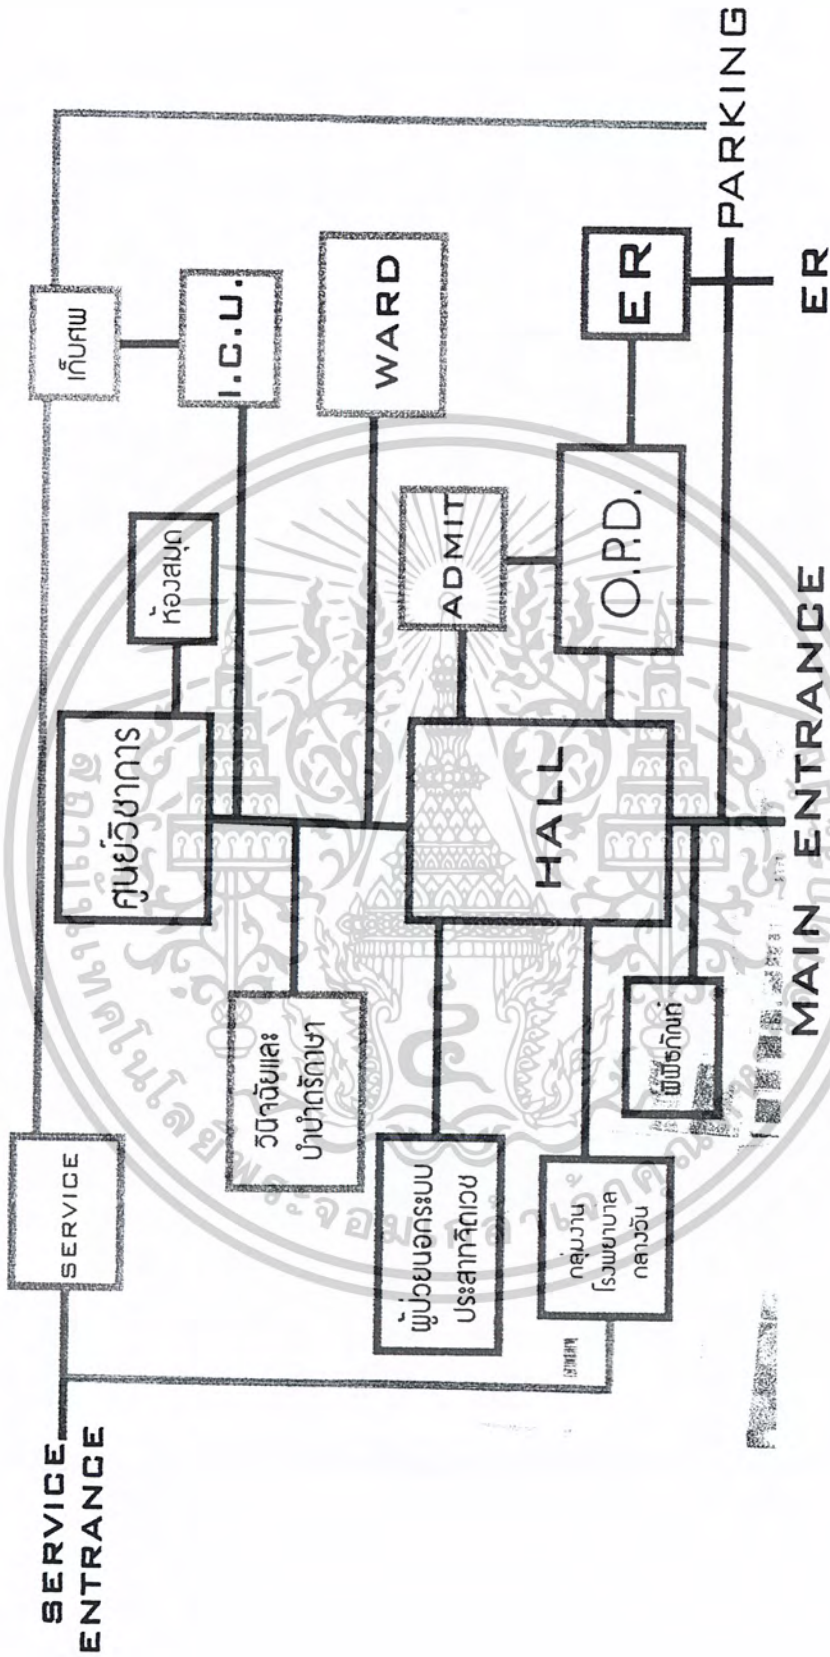 SERVICE
ENTRANCE
SERVICE
เก็บศพ
ศูนย์วิชาการ
ห้องสมุด
I.C.U.
วินิจฉัยและ
บำบัดรักษา
WARD
ผู้ป่วยนอกระบบ
ประสาทจิตเวช
HALL
ADMIT
กลุ่มงาน
โรงพยาบาล
กลางวัน
O.P.D.
ER
พิพิธภัณฑ์
PARKING
MAIN ENTRANCE
ER